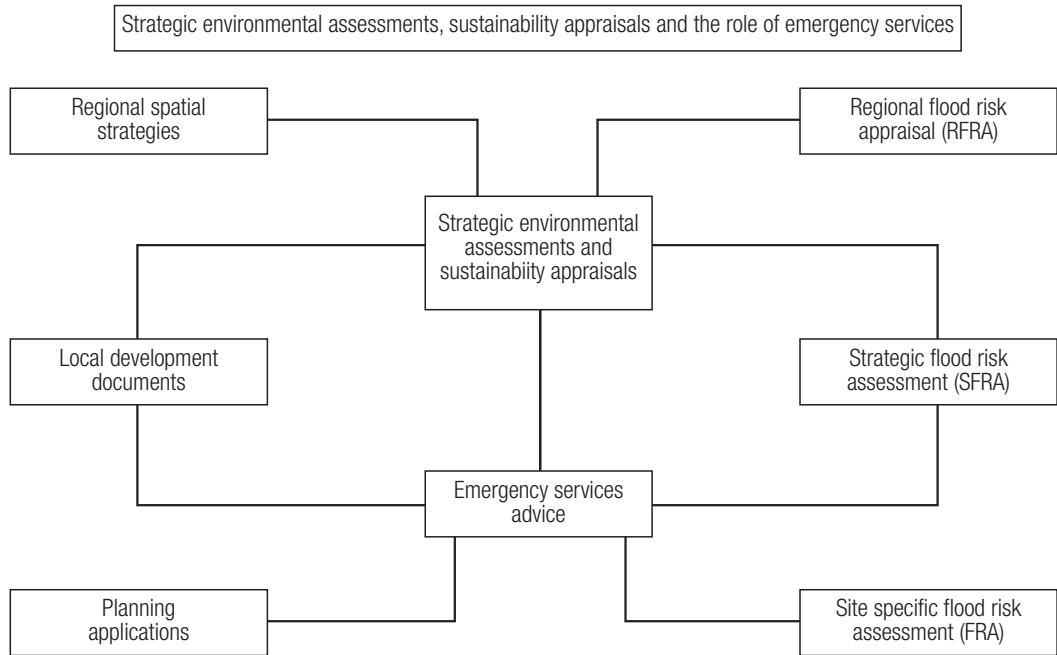 Strategic environmental assessments, sustainability appraisals and the role of emergency services
Regional spatial
strategies
Regional flood risk
appraisal (RFRA)
Strategic environmental
assessments and
sustainabiity appraisals
Local development
documents
Strategic flood risk
assessment (SFRA)
Emergency services
advice
Planning
applications
Site specific flood risk
assessment (FRA)